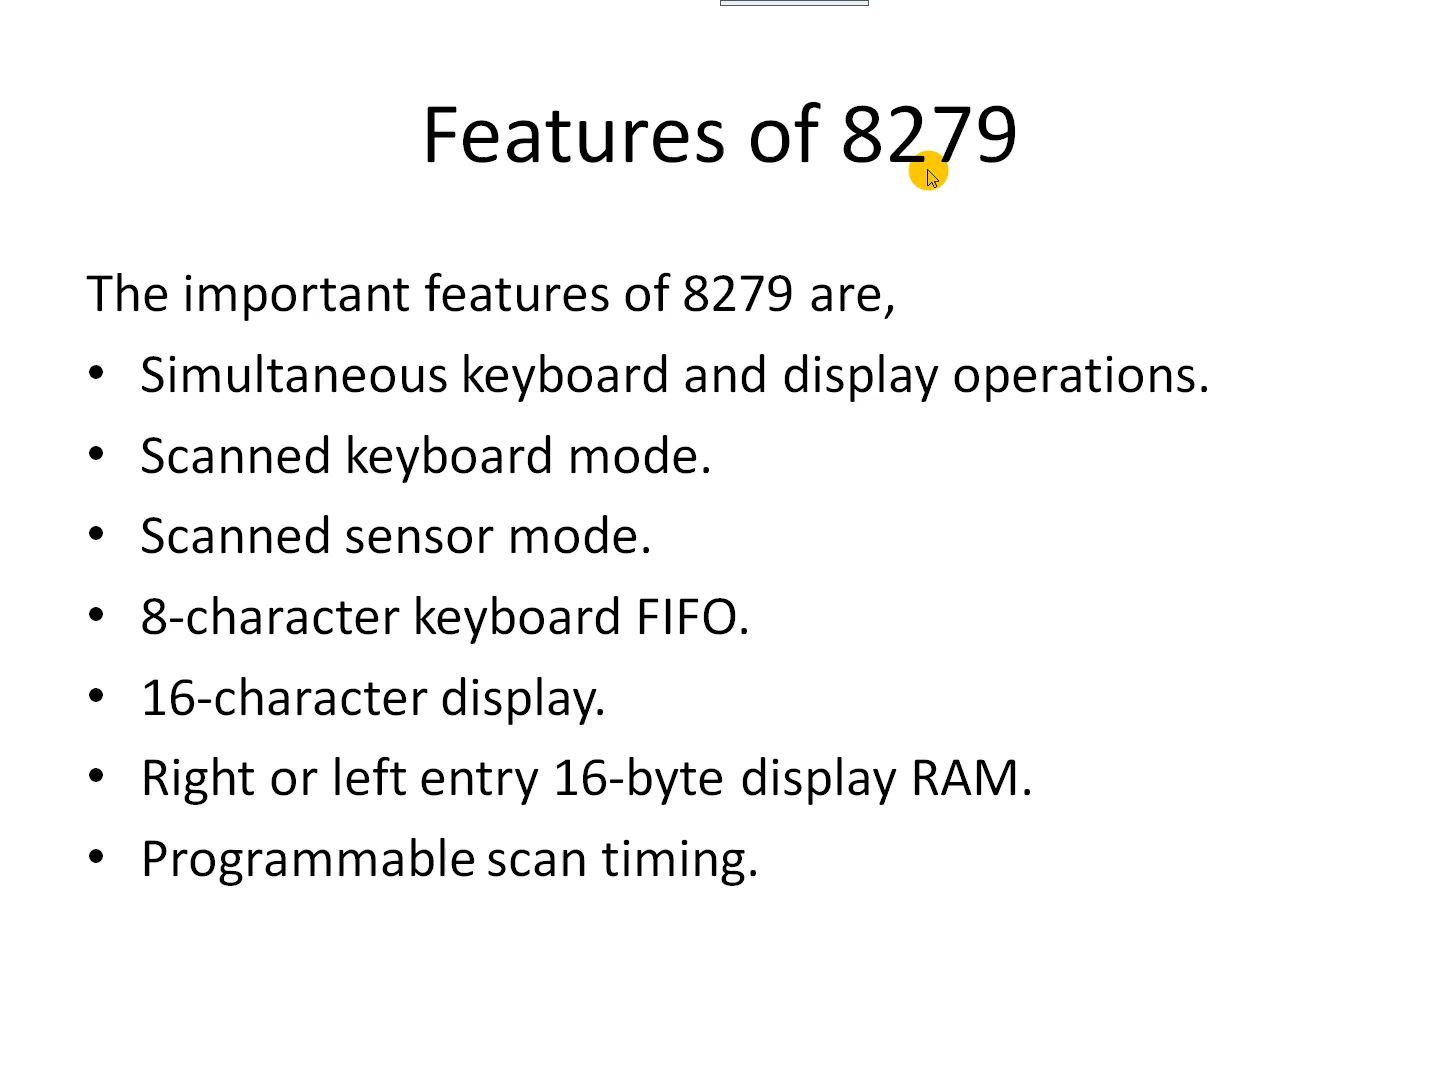 Features of 8279
The important features of 8279 are,
• Simultaneous keyboard and display operations.
• Scanned keyboard mode.
• Scanned sensor mode.
• 8-character keyboard FIFO.
• 16-character display.
• Right or left entry 16-byte display RAM.
• Programmable scan timing.